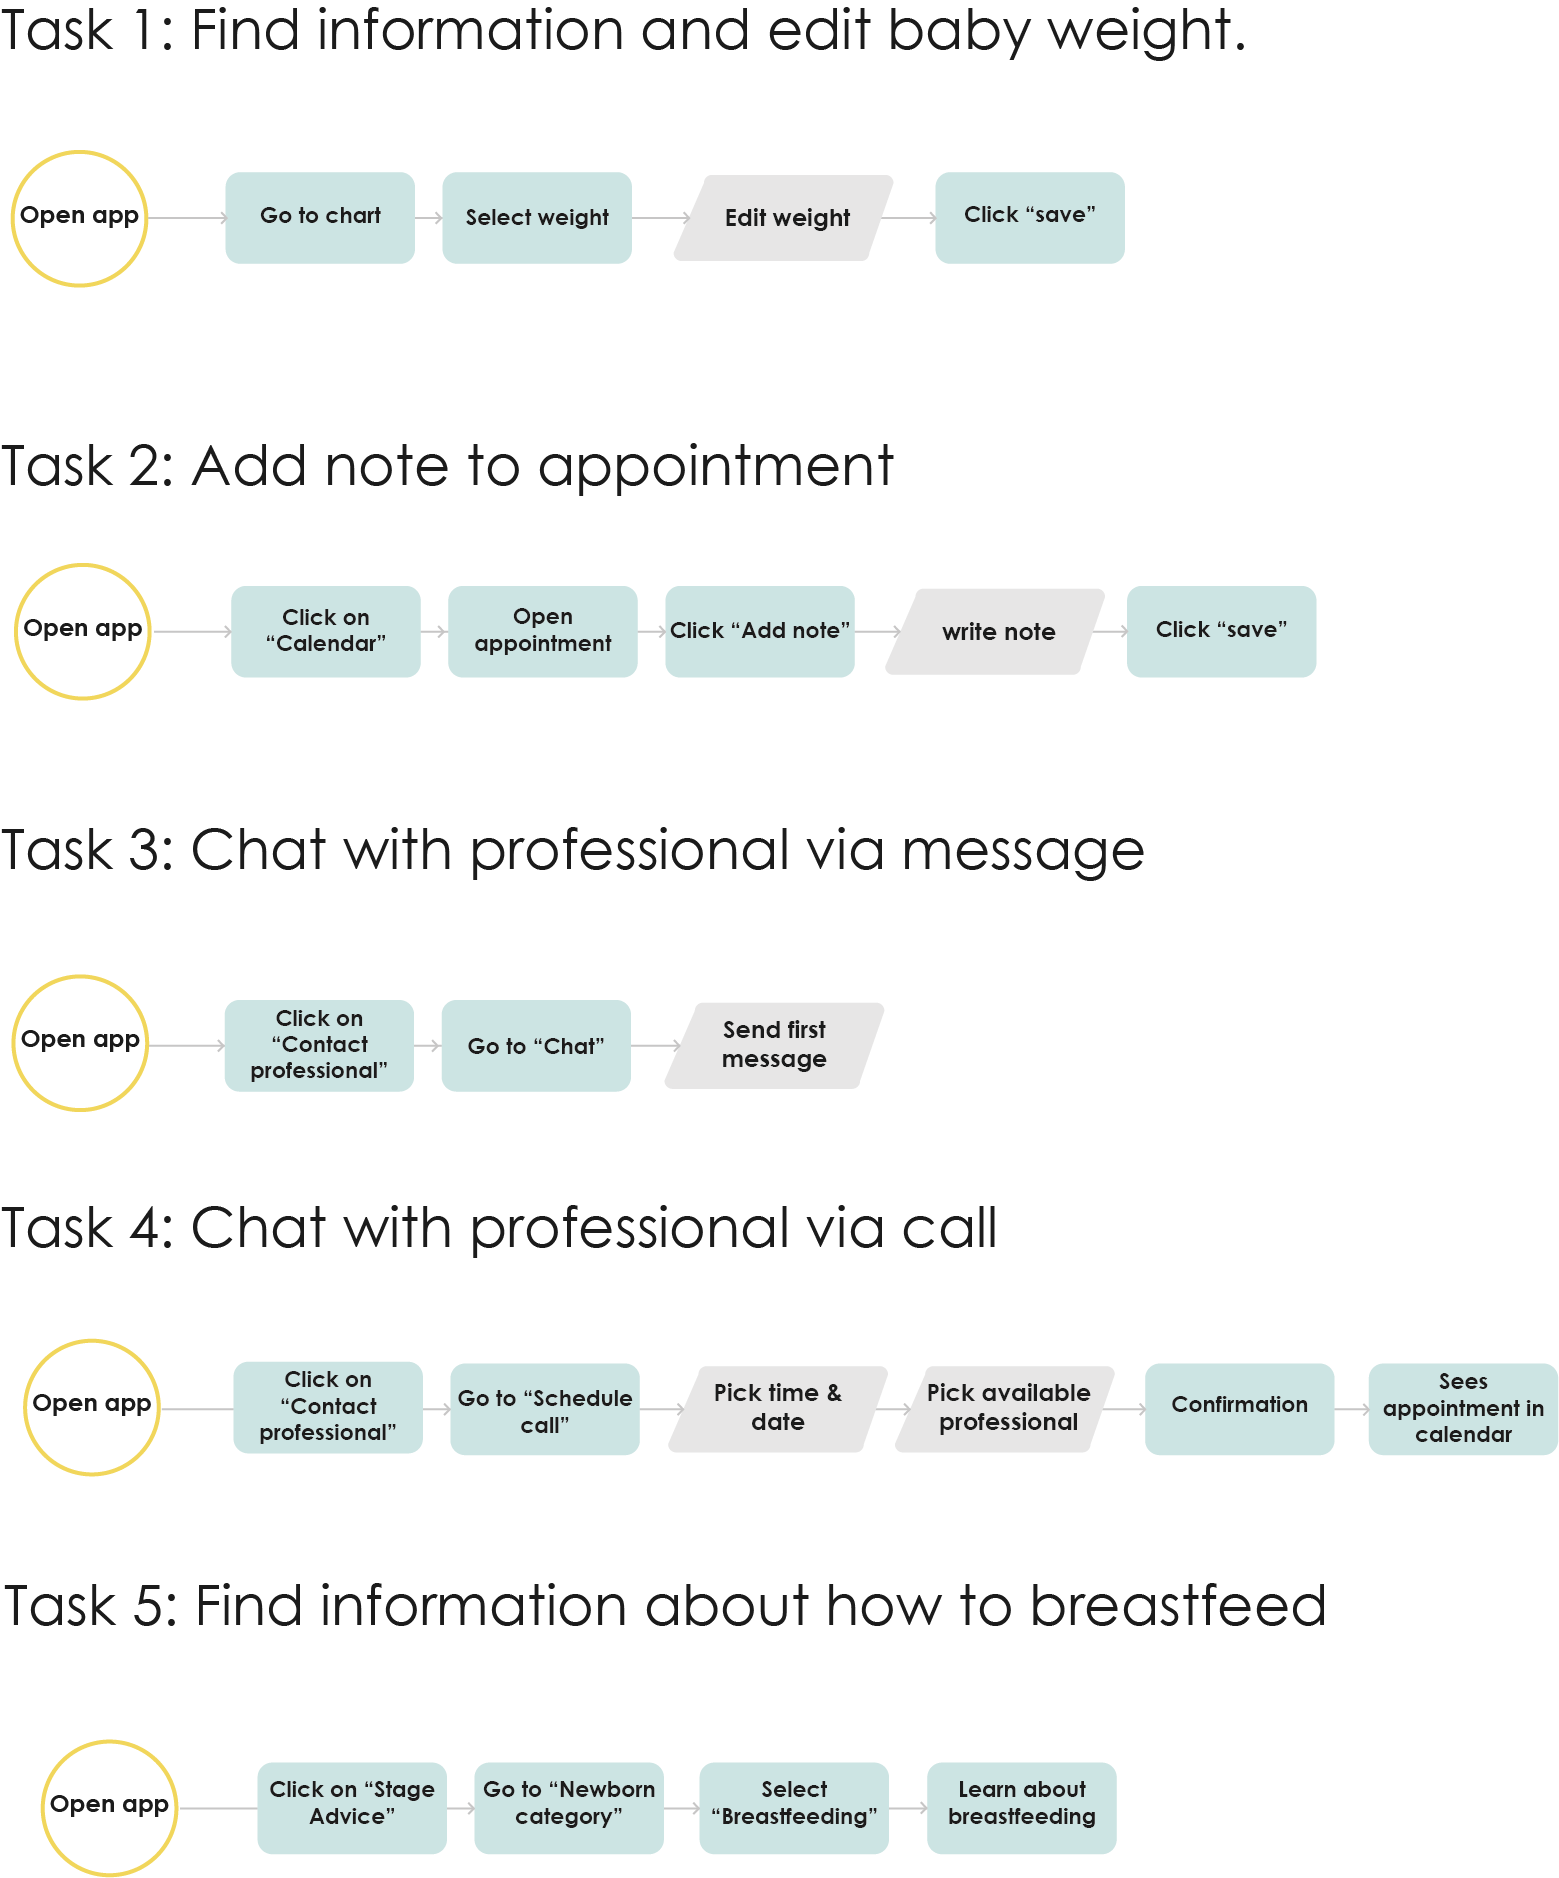 Task 1: Find information and edit baby weight.
Open app
Go to chart
Select weight
Edit weight
Click “save”
Task 2: Add note to appointment
Open app
Click on
“Calendar”
Open
appointment
Click “Add note”
write note
Click “save”
Task 3: Chat with professional via message
Open app
Click on
“Contact
professional”
Go to “Chat”
Send first
message
Task 4: Chat with professional via call
Open app
Click on
“Contact
professional”
Go to “Schedule
call”
Pick time &
date
Pick available
professional
Confirmation
Sees
appointment in
calendar
Task 5: Find information about how to breastfeed
Open app
Click on “Stage
Advice”
Go to “Newborn
category”
Select
“Breastfeeding”
Learn about
breastfeeding